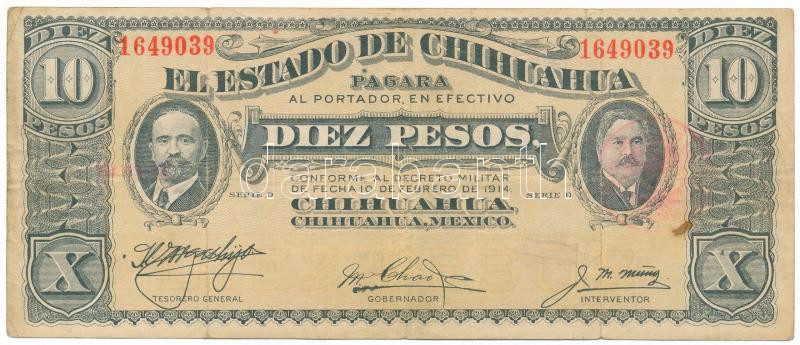 DIEZ 10 PESOS
1649039
1649039
DIEZ 10 PESOS
EL ESTADO DE CHIHUAHUA
PAGARA
AL PORTADOR, EN EFECTIVO
DIEZ PESOS.
darabanth
CONFORME AL DECRETO MILITAR
DE FECHA 10 DE FEBRERO DE 1914
SERIE D
SERIE D
CHIHUAHUA,
CHIHUAHUA, MEXICO.
X
X
TESORERO GENERAL
GOBERNADOR
INTERVENTOR